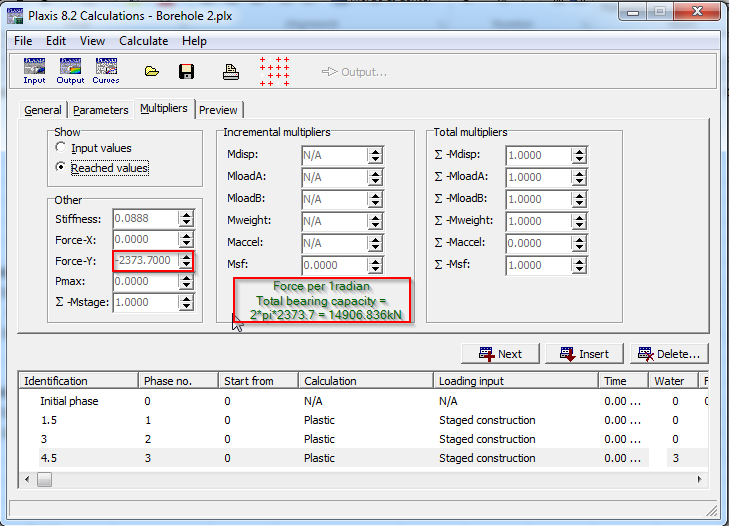 Plaxis 8.2 Calculations - Borehole 2.plx
File Edit View Calculate Help
Input Output Curves Output...
General Parameters Multipliers Preview
Show
Input values
Reached values
Other
Stiffness: 0.0888
Force-X: 0.0000
Force-Y: -2373.7000
Pmax: 0.0000
Σ -Mstage: 1.0000
Incremental multipliers
Mdisp: N/A
MloadA: N/A
MloadB: N/A
Mweight: N/A
Maccel: N/A
Msf: 0.0000
Force per 1radian
Total bearing capacity =
2*pi*2373.7 = 14906.836kN
Total multipliers
Σ -Mdisp: 1.0000
Σ -MloadA: 1.0000
Σ -MloadB: 1.0000
Σ -Mweight: 1.0000
Σ -Maccel: 0.0000
Σ -Msf: 1.0000
Next Insert Delete...
Identification Phase no. Start from Calculation Loading input Time Water F
Initial phase 0 0 N/A N/A 0.00 ... 0
1.5 1 0 Plastic Staged construction 0.00 ... 0
3 2 0 Plastic Staged construction 0.00 ... 0
4.5 3 0 Plastic Staged construction 0.00 ... 3